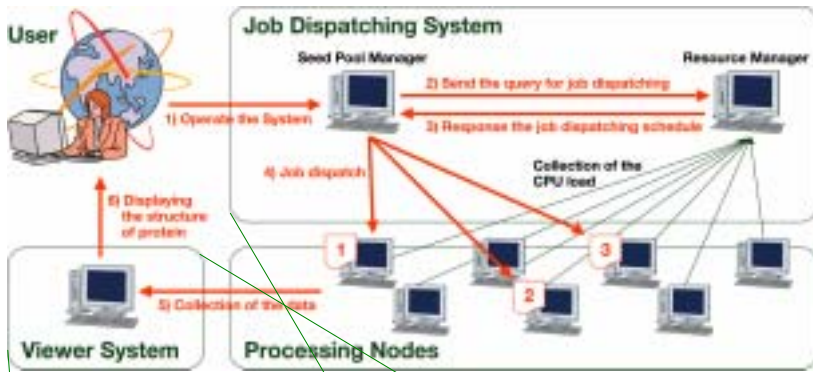 User
Job Dispatching System
Seed Pool Manager
Resource Manager
2) Send the query for job dispatching
1) Operate the System
3) Response the job dispatching schedule
4) Job dispatch
Collection of the
CPU load
6) Displaying
the structure
of protein
1
3
2
5) Collection of the data
Viewer System
Processing Nodes